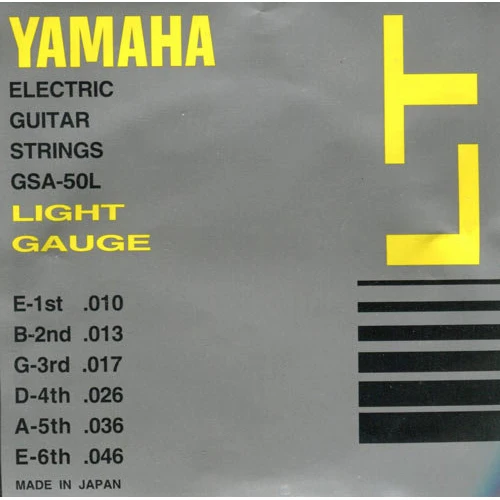 YAMAHA
ELECTRIC
GUITAR
STRINGS
GSA-50L
LIGHT
GAUGE
E-1st .010
B-2nd .013
G-3rd .017
D-4th .026
A-5th .036
E-6th .046
MADE IN JAPAN